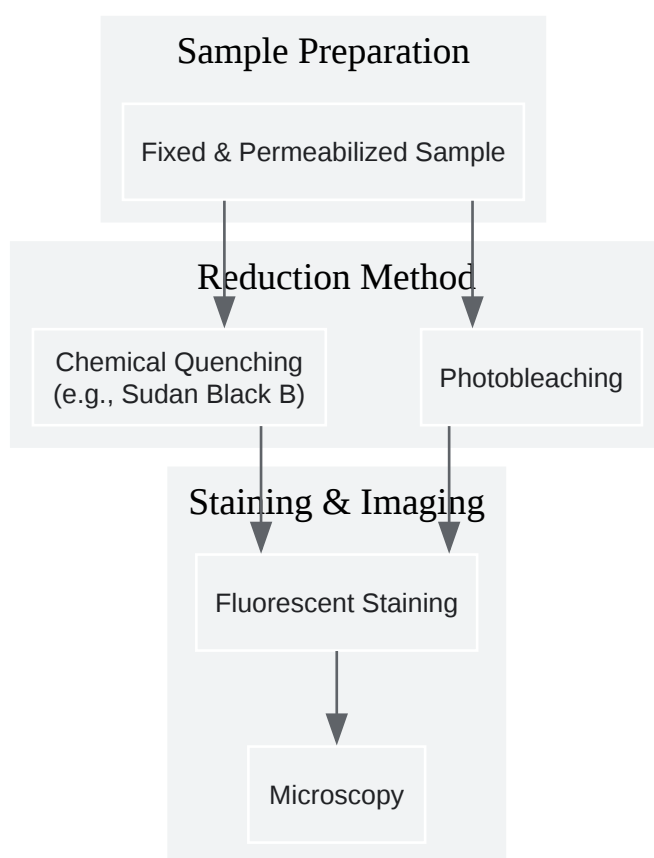 Sample Preparation
Fixed & Permeabilized Sample
Reduction Method
Chemical Quenching
(e.g., Sudan Black B)
Photobleaching
Staining & Imaging
Fluorescent Staining
Microscopy